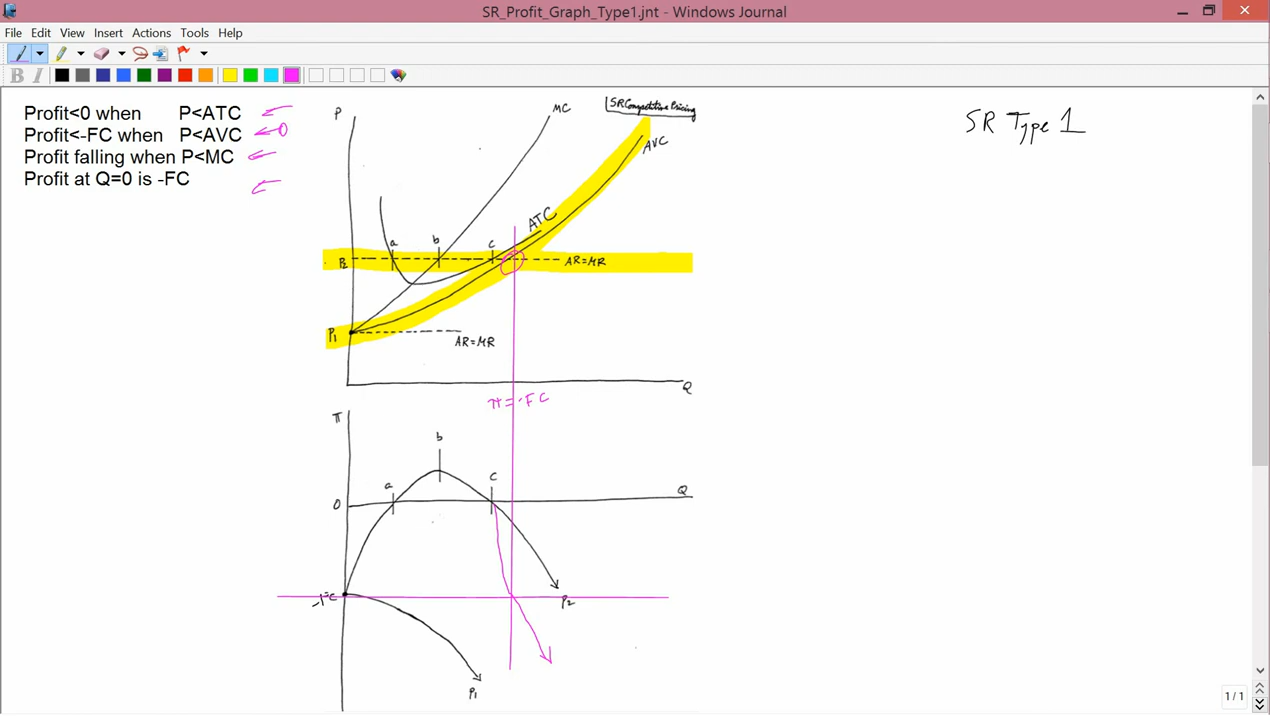 SR_Profit_Graph_Type1.jnt - Windows Journal
File Edit View Insert Actions Tools Help
B I
Profit<0 when P<ATC
Profit<-FC when P<AVC
Profit falling when P<MC
Profit at Q=0 is -FC
SR Type 1
P
MC
SR Competitive Pricing
AVC
ATC
a b c
P2
AR=MR
P1
AR=MR
Q
π=-FC
π
b
a
c
0
Q
-FC
P2
P1
1 / 1